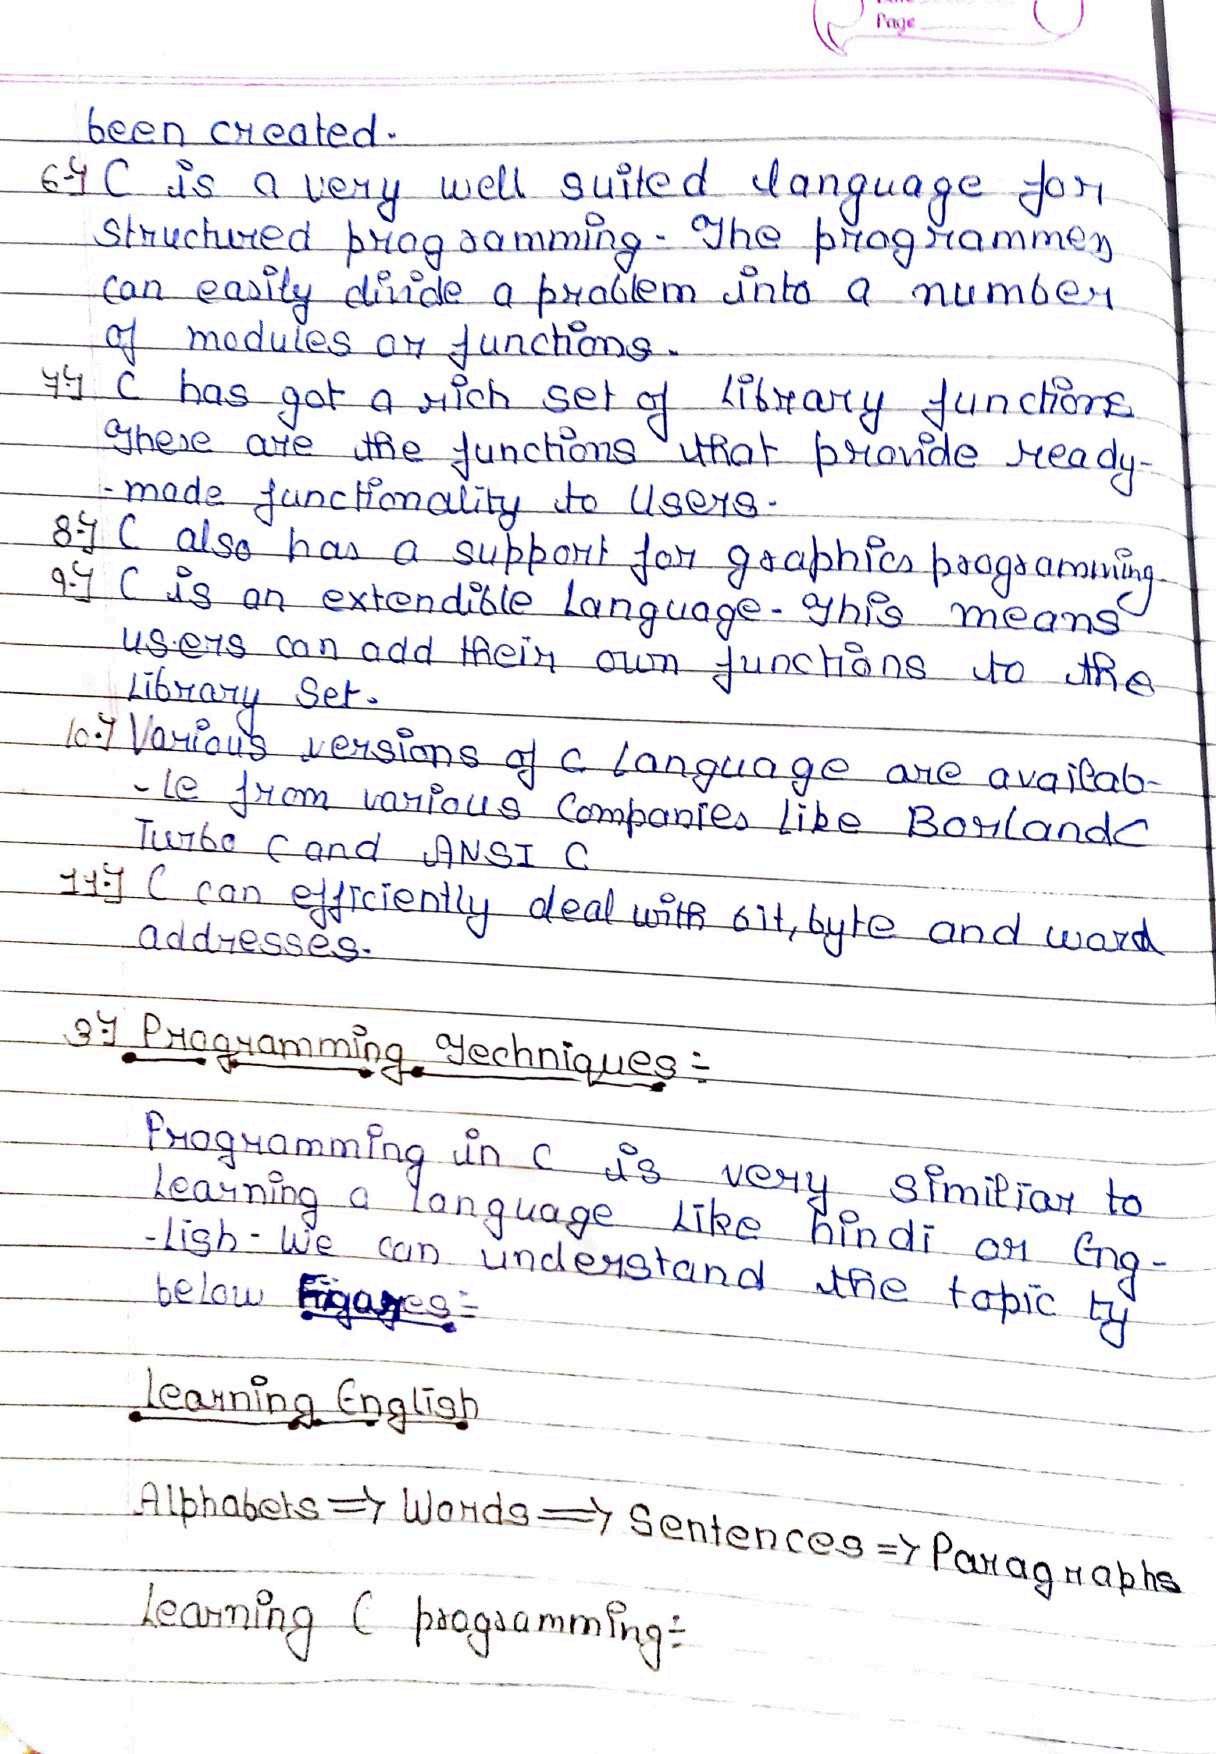 Page
been created.
6.} C is a very well suited language for
structured programming. The programmer
can easily divide a problem into a number
of modules or functions.
7.} C has got a rich set of library functions
These are the functions that provide ready-
-made functionality to users.
8.} C also has a support for graphics programming.
9.} C is an extendible language. This means
users can add their own functions to the
library set.
10.} Various versions of C language are availab-
-le from various companies like Borland C
Turbo C and ANSI C
11.} C can efficiently deal with bit, byte and word
addresses.
3.} Programming Techniques:-
Programming in C is very similiar to
Learning a language like hindi or Eng-
-lish. We can understand the topic ty
below Figares:-
Learning English
Alphabets => Words => Sentences => Paragraphs
Learning C programming:-